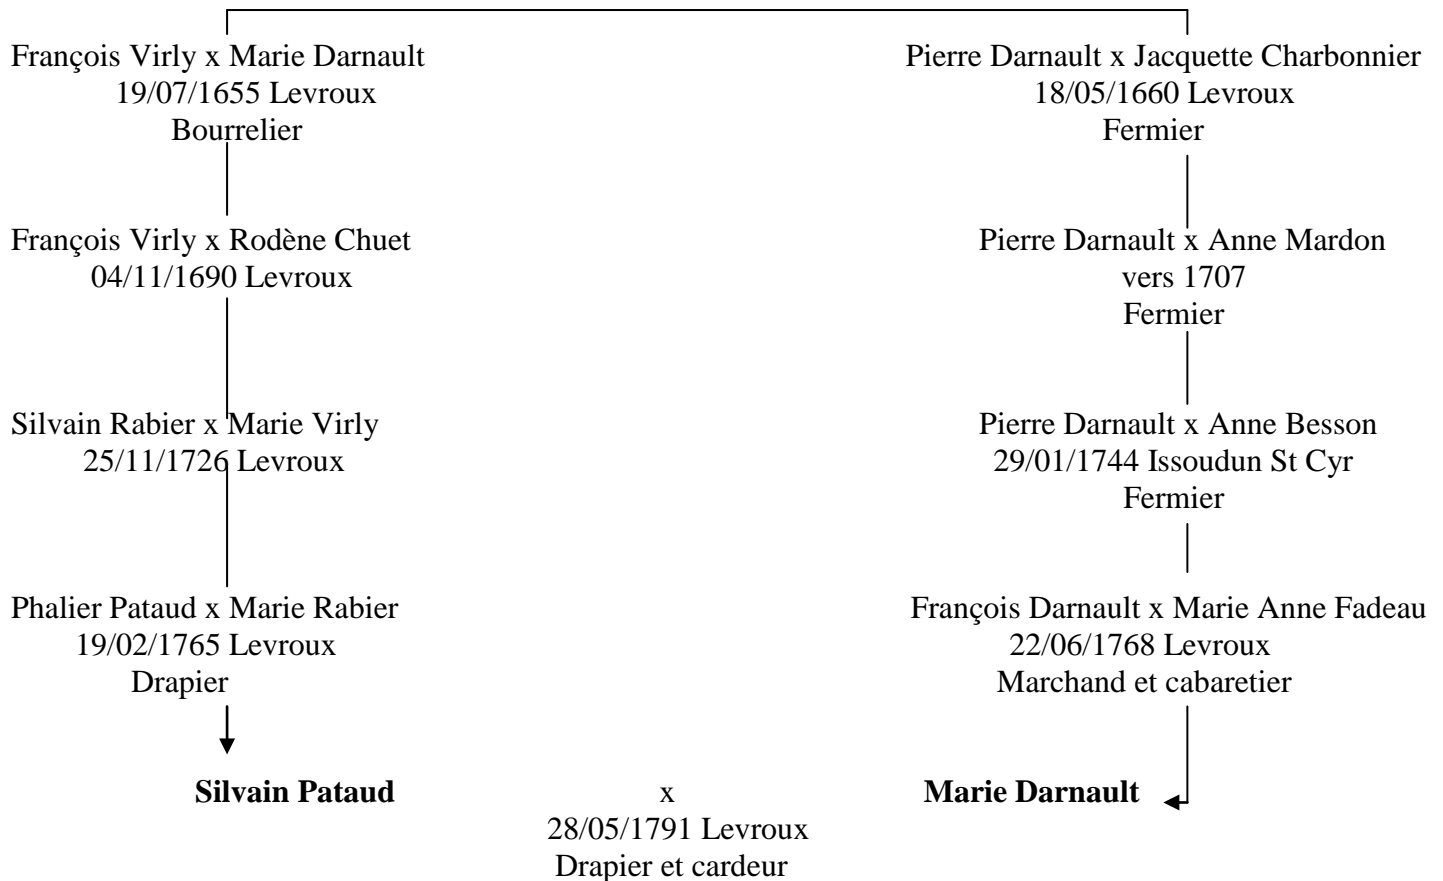 François Virly x Marie Darnault
19/07/1655 Levroux
Bourrelier
Pierre Darnault x Jacquette Charbonnier
18/05/1660 Levroux
Fermier
François Virly x Rodène Chuet
04/11/1690 Levroux
Pierre Darnault x Anne Mardon
vers 1707
Fermier
Silvain Rabier x Marie Virly
25/11/1726 Levroux
Pierre Darnault x Anne Besson
29/01/1744 Issoudun St Cyr
Fermier
Phalier Pataud x Marie Rabier
19/02/1765 Levroux
Drapier
François Darnault x Marie Anne Fadeau
22/06/1768 Levroux
Marchand et cabaretier
Silvain Pataud x Marie Darnault
28/05/1791 Levroux
Drapier et cardeur